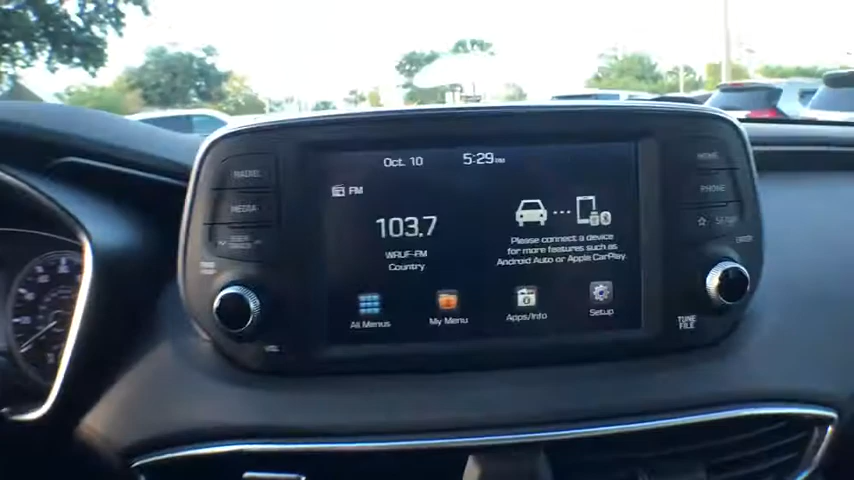 Oct. 10
5:29
FM
103.7
WRUF-FM
Country
Please connect a device
for more features such as
Android Auto or Apple CarPlay.
All Menus
My Menu
Apps/Info
Setup
RADIO
MEDIA
SEEK
HOME
PHONE
SETUP
TUNE
FILE